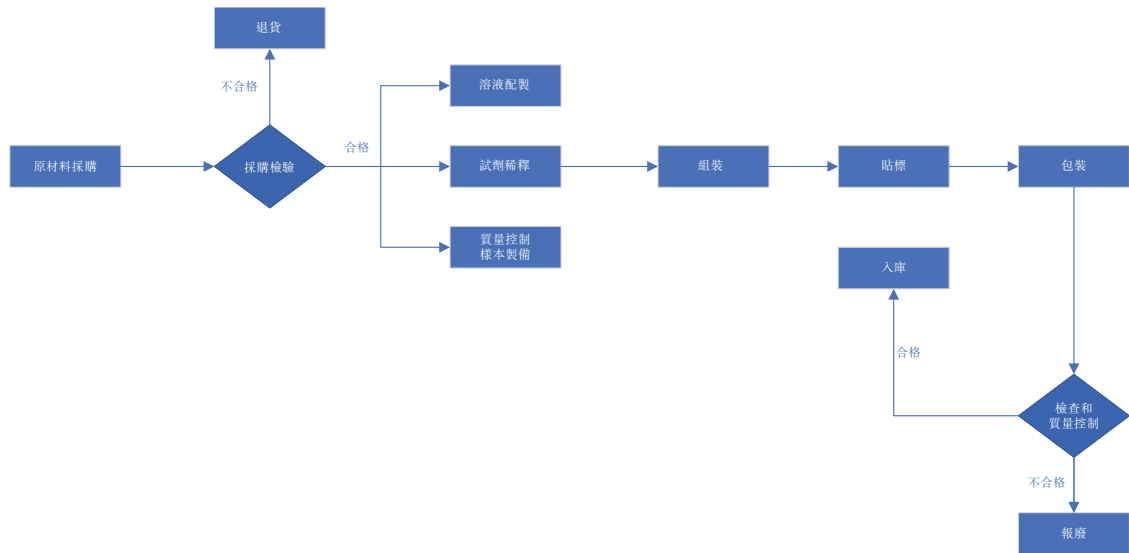 退貨
不合格
溶液配製
原材料採購
採購檢驗
合格
試劑稀釋
組裝
貼標
包裝
質量控制
樣本製備
入庫
合格
檢查和
質量控制
不合格
報廢